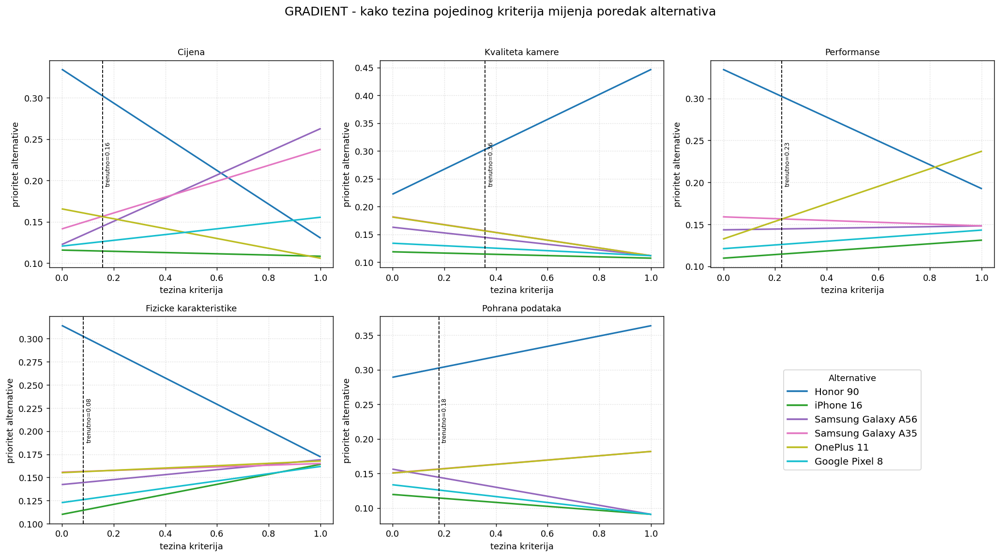 GRADIENT - kako tezina pojedinog kriterija mijenja poredak alternativa
Cijena
prioritet alternative
0.30
0.25
0.20
0.15
0.10
trenutno=0.16
0.0 0.2 0.4 0.6 0.8 1.0
tezina kriterija
Kvaliteta kamere
prioritet alternative
0.45
0.40
0.35
0.30
0.25
0.20
0.15
0.10
trenutno=0.36
0.0 0.2 0.4 0.6 0.8 1.0
tezina kriterija
Performanse
prioritet alternative
0.30
0.25
0.20
0.15
0.10
trenutno=0.23
0.0 0.2 0.4 0.6 0.8 1.0
tezina kriterija
Fizicke karakteristike
prioritet alternative
0.300
0.275
0.250
0.225
0.200
0.175
0.150
0.125
0.100
trenutno=0.08
0.0 0.2 0.4 0.6 0.8 1.0
tezina kriterija
Pohrana podataka
prioritet alternative
0.35
0.30
0.25
0.20
0.15
0.10
trenutno=0.18
0.0 0.2 0.4 0.6 0.8 1.0
tezina kriterija
Alternative
Honor 90
iPhone 16
Samsung Galaxy A56
Samsung Galaxy A35
OnePlus 11
Google Pixel 8